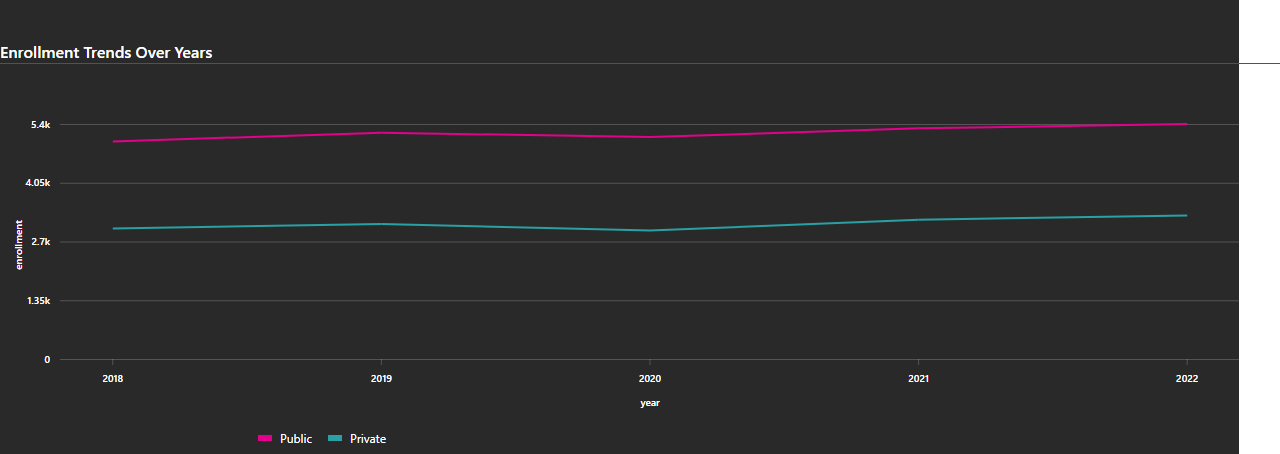 Enrollment Trends Over Years
5.4k
4.05k
2.7k
1.35k
0
enrollment
2018 2019 2020 2021 2022
year
Public Private